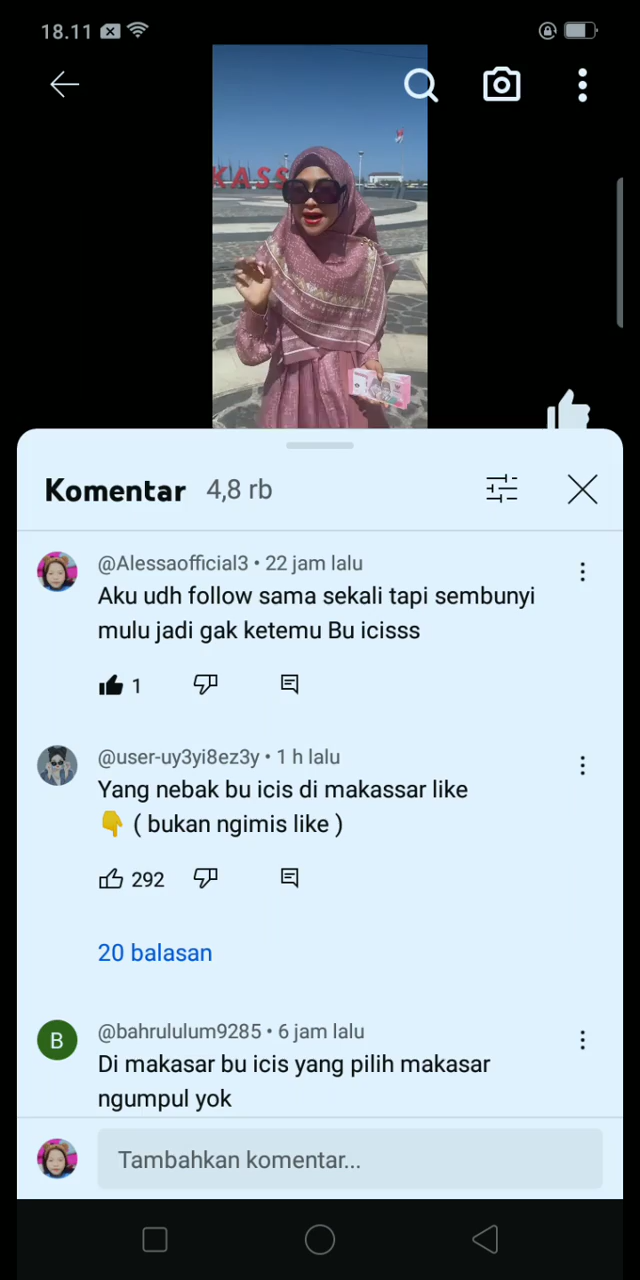 18.11
KASS
Komentar 4,8 rb
@Alessaofficial3 • 22 jam lalu
Aku udh follow sama sekali tapi sembunyi
mulu jadi gak ketemu Bu icisss
1
@user-uy3yi8ez3y • 1 h lalu
Yang nebak bu icis di makassar like
👇 ( bukan ngimis like )
292
20 balasan
B
@bahrululum9285 • 6 jam lalu
Di makasar bu icis yang pilih makasar
ngumpul yok
Tambahkan komentar...